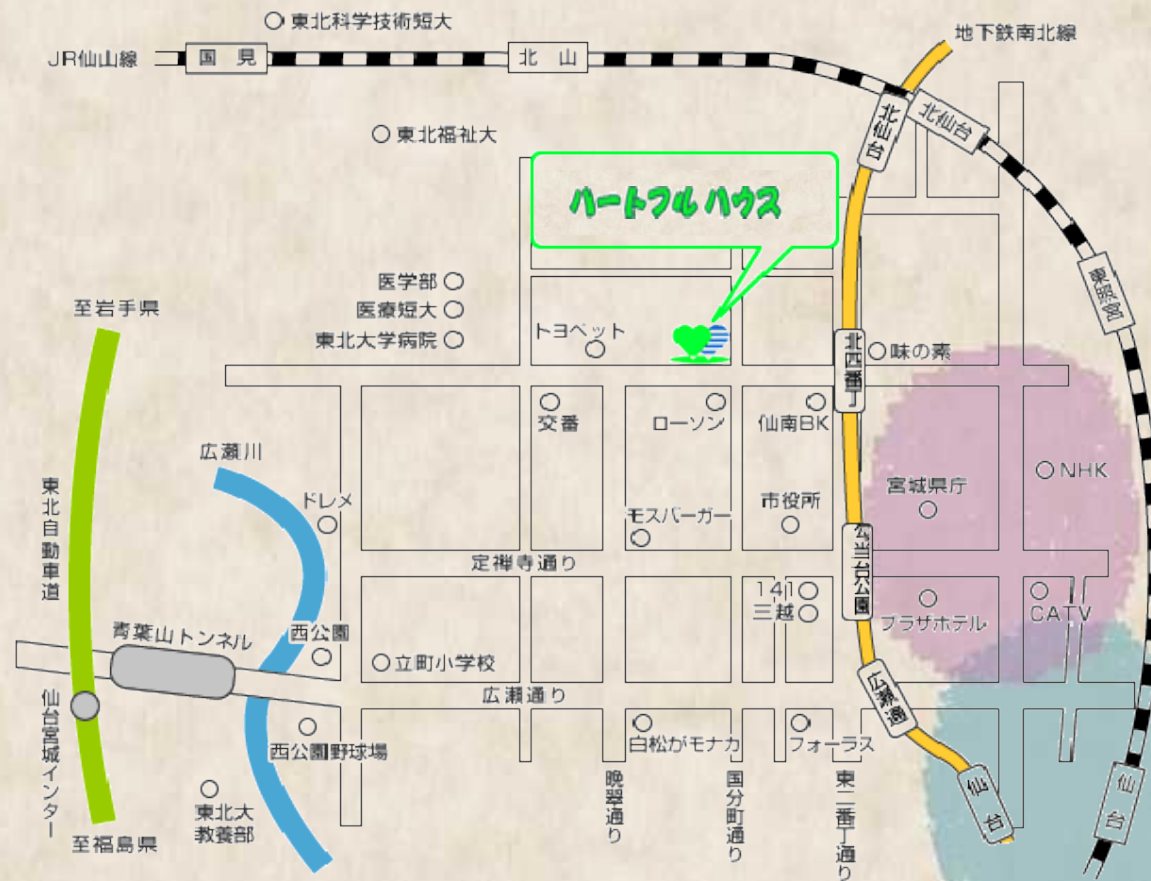 東北科学技術短大
地下鉄南北線
JR仙山線
国見
北山
北仙台
北仙台
東北福祉大
ハートフル ハウス
医学部
医療短大
東北大学病院
至岩手県
トヨペット
東照宮
北四番丁
味の素
交番
ローソン
仙南BK
広瀬川
ドレメ
モスバーガー
市役所
宮城県庁
NHK
東北自動車道
定禅寺通り
勾当台公園
141
三越
プラザホテル
CATV
青葉山トンネル
西公園
立町小学校
広瀬通り
広瀬通
仙台宮城インター
西公園野球場
白松がモナカ
フォーラス
東北大
教養部
晩翠通り
国分町通り
東二番丁通り
仙台
仙台
至福島県